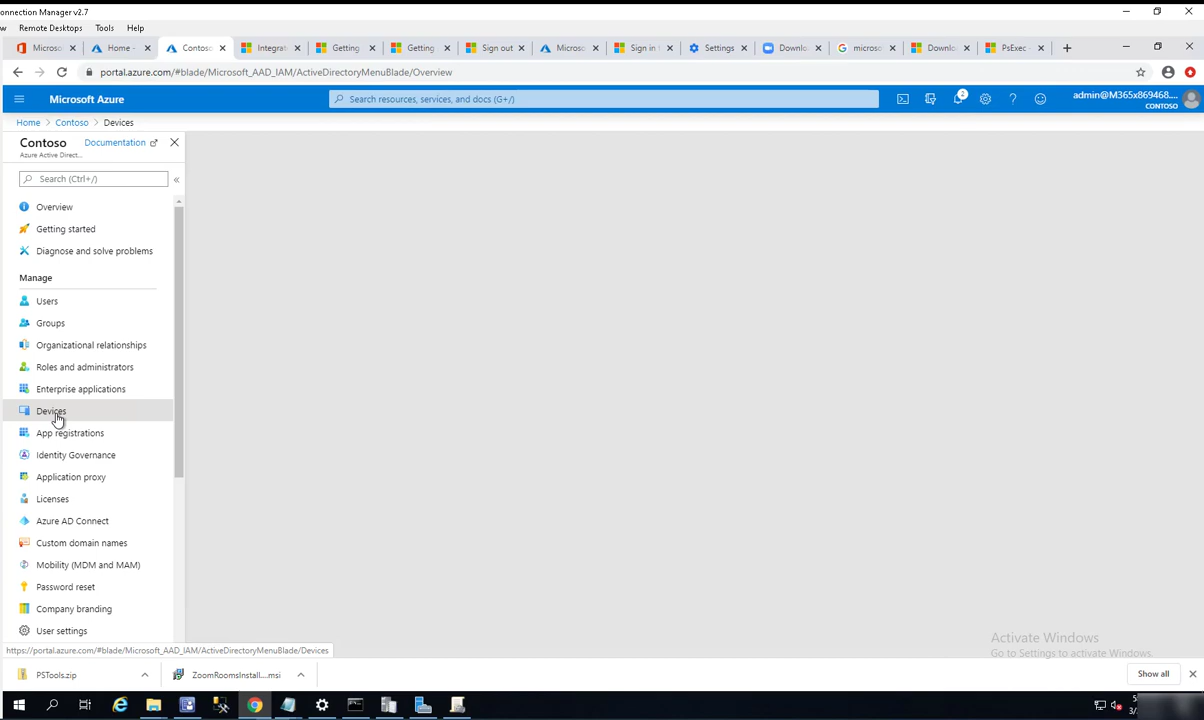 onnection Manager v2.7
w Remote Desktops Tools Help
Microso Home - Contoso Integrat Getting Getting Sign out Microso Sign in Settings Downlo microso Downl PsExec
portal.azure.com/#blade/Microsoft_AAD_IAM/ActiveDirectoryMenuBlade/Overview
Microsoft Azure
Search resources, services, and docs (G+/)
2
admin@M365x869468....
CONTOSO
Home > Contoso > Devices
Contoso
Documentation
Azure Active Direct...
Search (Ctrl+/)
Overview
Getting started
Diagnose and solve problems
Manage
Users
Groups
Organizational relationships
Roles and administrators
Enterprise applications
Devices
App registrations
Identity Governance
Application proxy
Licenses
Azure AD Connect
Custom domain names
Mobility (MDM and MAM)
Password reset
Company branding
User settings
https://portal.azure.com/#blade/Microsoft_AAD_IAM/ActiveDirectoryMenuBlade/Devices
Activate Windows
Go to Settings to activate Windows.
PSTools.zip
ZoomRoomsInstall....msi
Show all